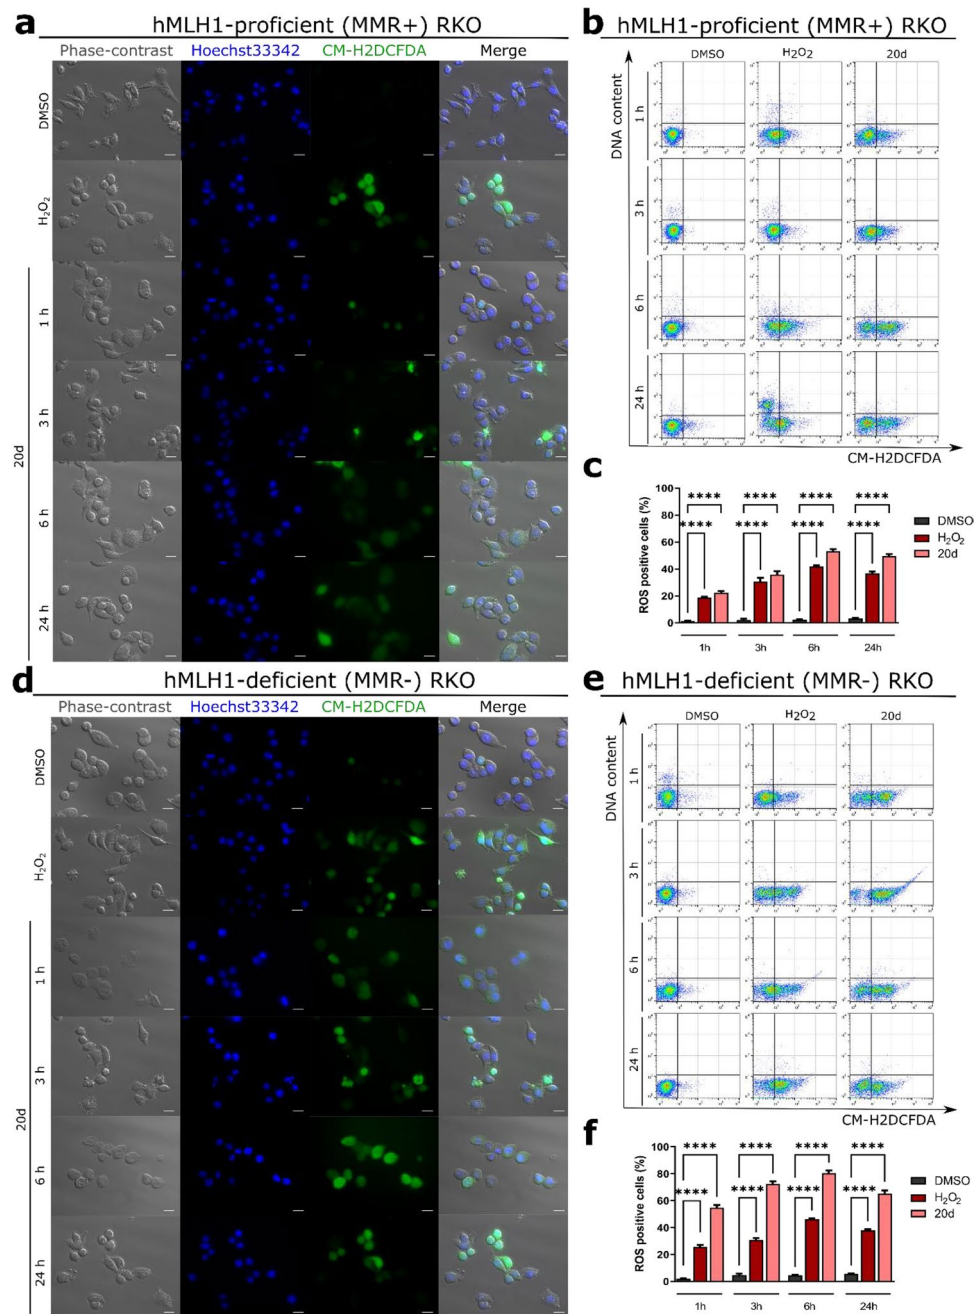 a hMLH1-proficient (MMR+) RKO
Phase-contrast Hoechst33342 CM-H2DCFDA Merge
DMSO
H₂O₂
20d
1 h
3 h
6 h
24 h
b hMLH1-proficient (MMR+) RKO
DMSO H₂O₂ 20d
DNA content
1 h
3 h
6 h
24 h
CM-H2DCFDA
c
ROS positive cells (%)
100
80
60
40
20
0
**** **** **** ****
**** **** **** ****
1h 3h 6h 24h
DMSO
H₂O₂
20d
d hMLH1-deficient (MMR-) RKO
Phase-contrast Hoechst33342 CM-H2DCFDA Merge
DMSO
H₂O₂
20d
1 h
3 h
6 h
24 h
e hMLH1-deficient (MMR-) RKO
DMSO H₂O₂ 20d
DNA content
1 h
3 h
6 h
24 h
CM-H2DCFDA
f
ROS positive cells (%)
100
80
60
40
20
0
**** **** **** ****
**** **** **** ****
1h 3h 6h 24h
DMSO
H₂O₂
20d